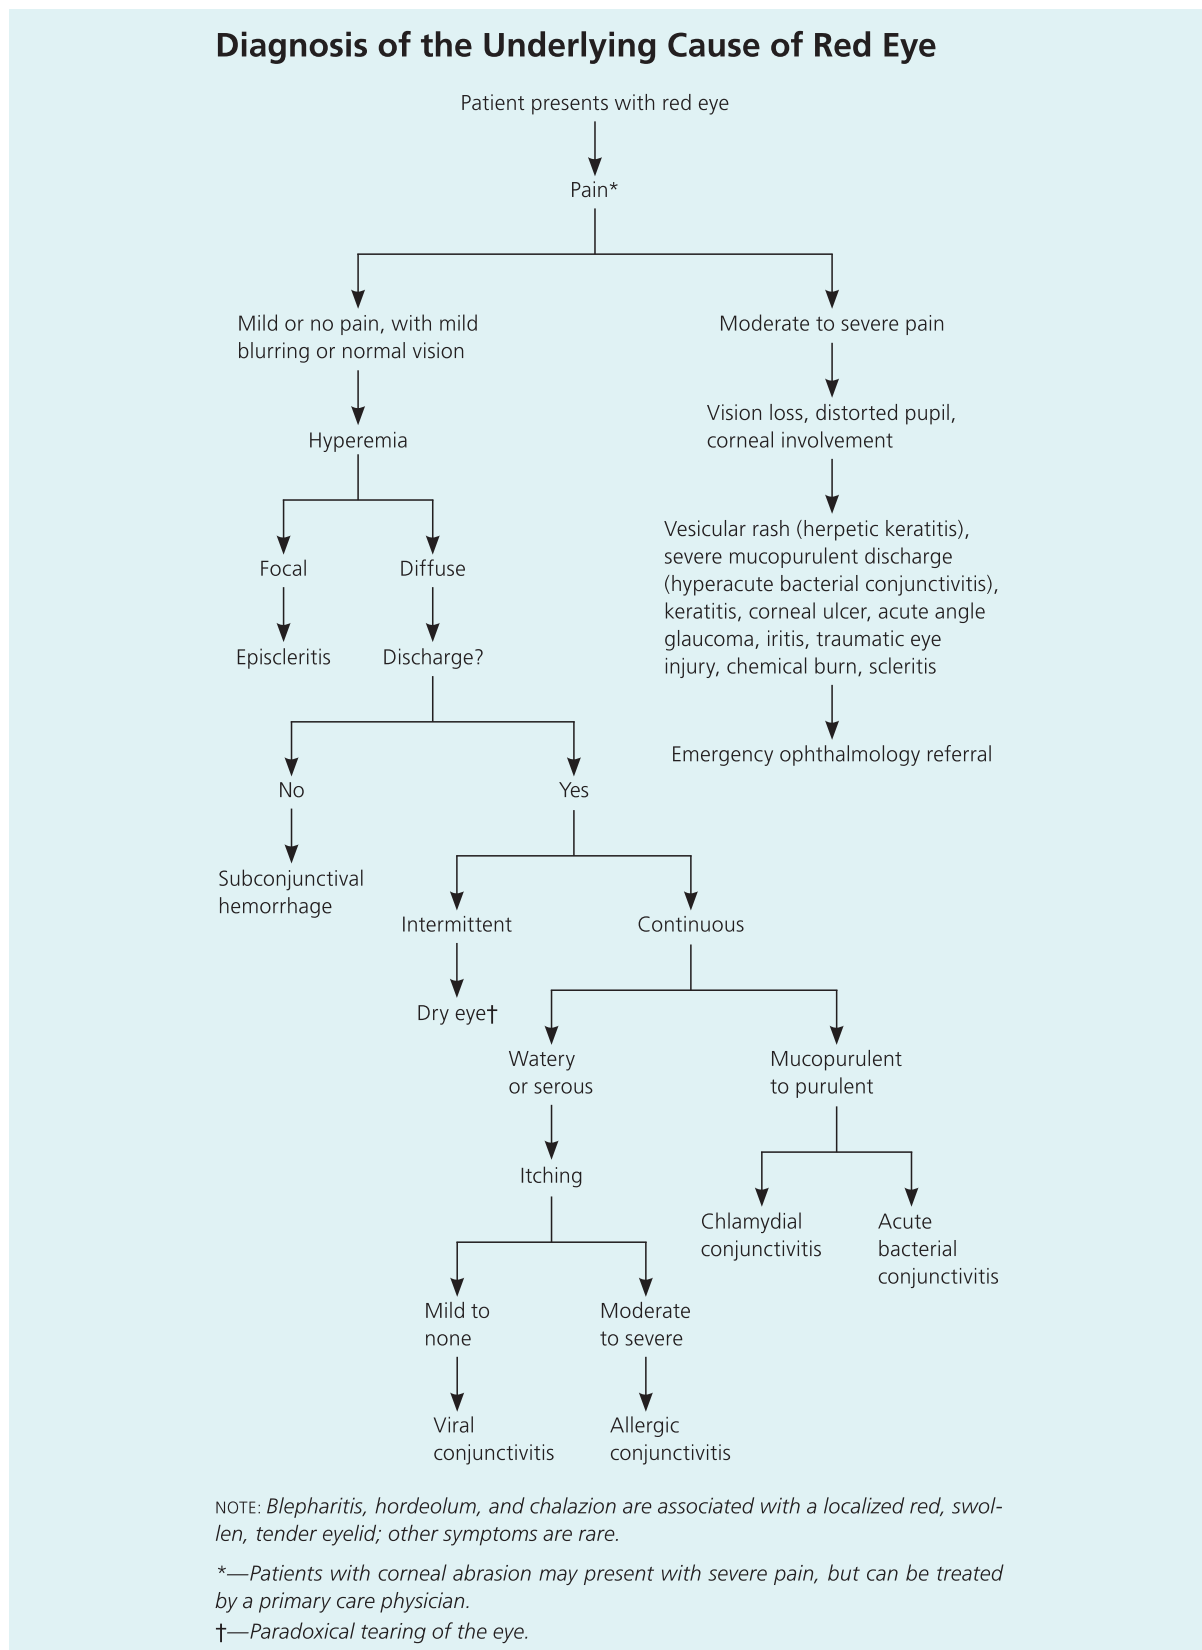 Diagnosis of the Underlying Cause of Red Eye
Patient presents with red eye
Pain*
Mild or no pain, with mild
blurring or normal vision
Moderate to severe pain
Hyperemia
Vision loss, distorted pupil,
corneal involvement
Focal
Diffuse
Vesicular rash (herpetic keratitis),
severe mucopurulent discharge
(hyperacute bacterial conjunctivitis),
keratitis, corneal ulcer, acute angle
glaucoma, iritis, traumatic eye
injury, chemical burn, scleritis
Episcleritis
Discharge?
Emergency ophthalmology referral
No
Yes
Subconjunctival
hemorrhage
Intermittent
Continuous
Dry eye†
Watery
or serous
Mucopurulent
to purulent
Itching
Chlamydial
conjunctivitis
Acute
bacterial
conjunctivitis
Mild to
none
Moderate
to severe
Viral
conjunctivitis
Allergic
conjunctivitis
NOTE: Blepharitis, hordeolum, and chalazion are associated with a localized red, swol-
len, tender eyelid; other symptoms are rare.
*—Patients with corneal abrasion may present with severe pain, but can be treated
by a primary care physician.
†—Paradoxical tearing of the eye.